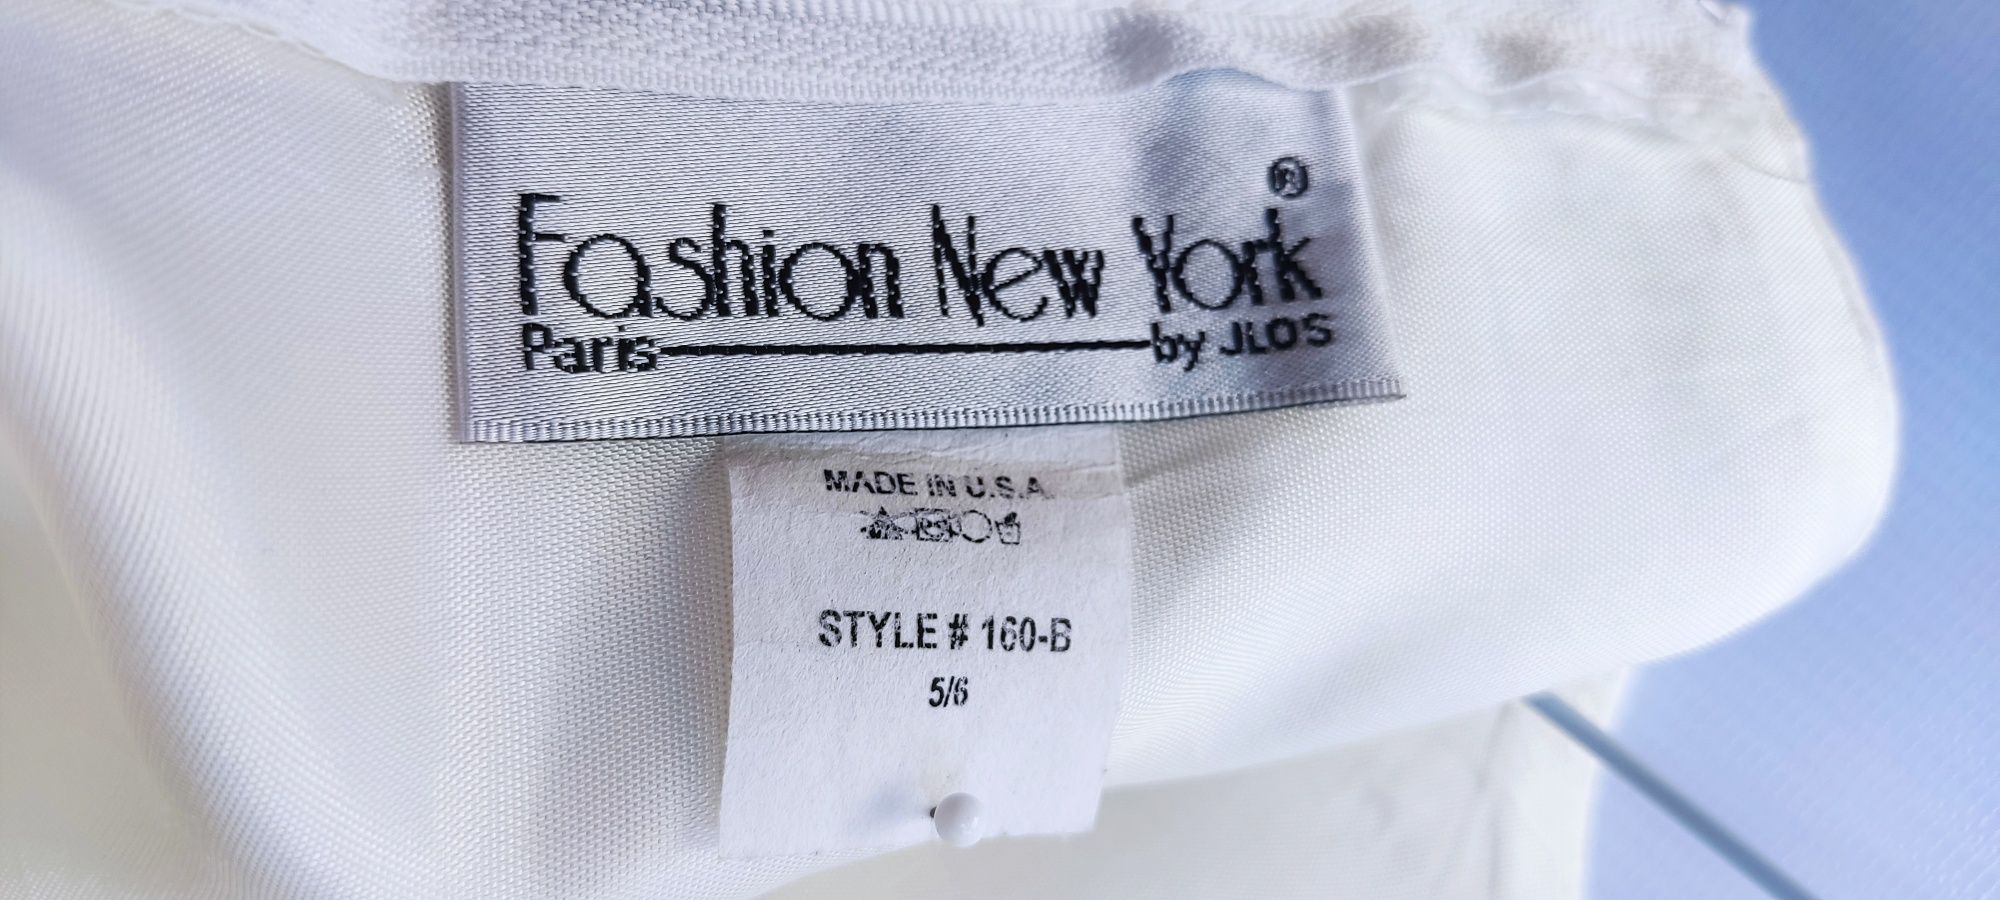 Fashion New York®
Paris by JLOS
MADE IN U.S.A.
STYLE # 160-B
5/6